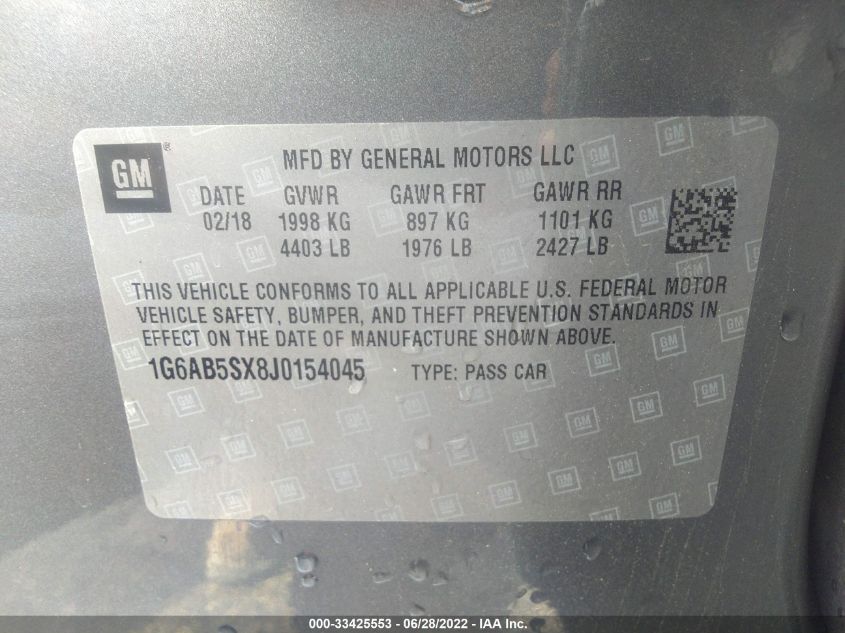 GM ®
MFD BY GENERAL MOTORS LLC
DATE GVWR GAWR FRT GAWR RR
02/18 1998 KG 897 KG 1101 KG
4403 LB 1976 LB 2427 LB
THIS VEHICLE CONFORMS TO ALL APPLICABLE U.S. FEDERAL MOTOR
VEHICLE SAFETY, BUMPER, AND THEFT PREVENTION STANDARDS IN
EFFECT ON THE DATE OF MANUFACTURE SHOWN ABOVE.
1G6AB5SX8J0154045 TYPE: PASS CAR
000-33425553 - 06/28/2022 - IAA Inc.